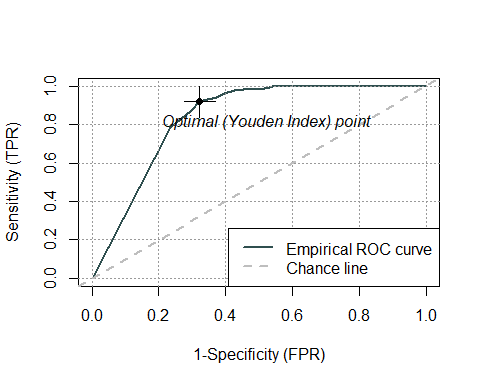 Sensitivity (TPR)
1.0
0.8
0.6
0.4
0.2
0.0
Optimal (Youden Index) point
Empirical ROC curve
Chance line
0.0 0.2 0.4 0.6 0.8 1.0
1-Specificity (FPR)